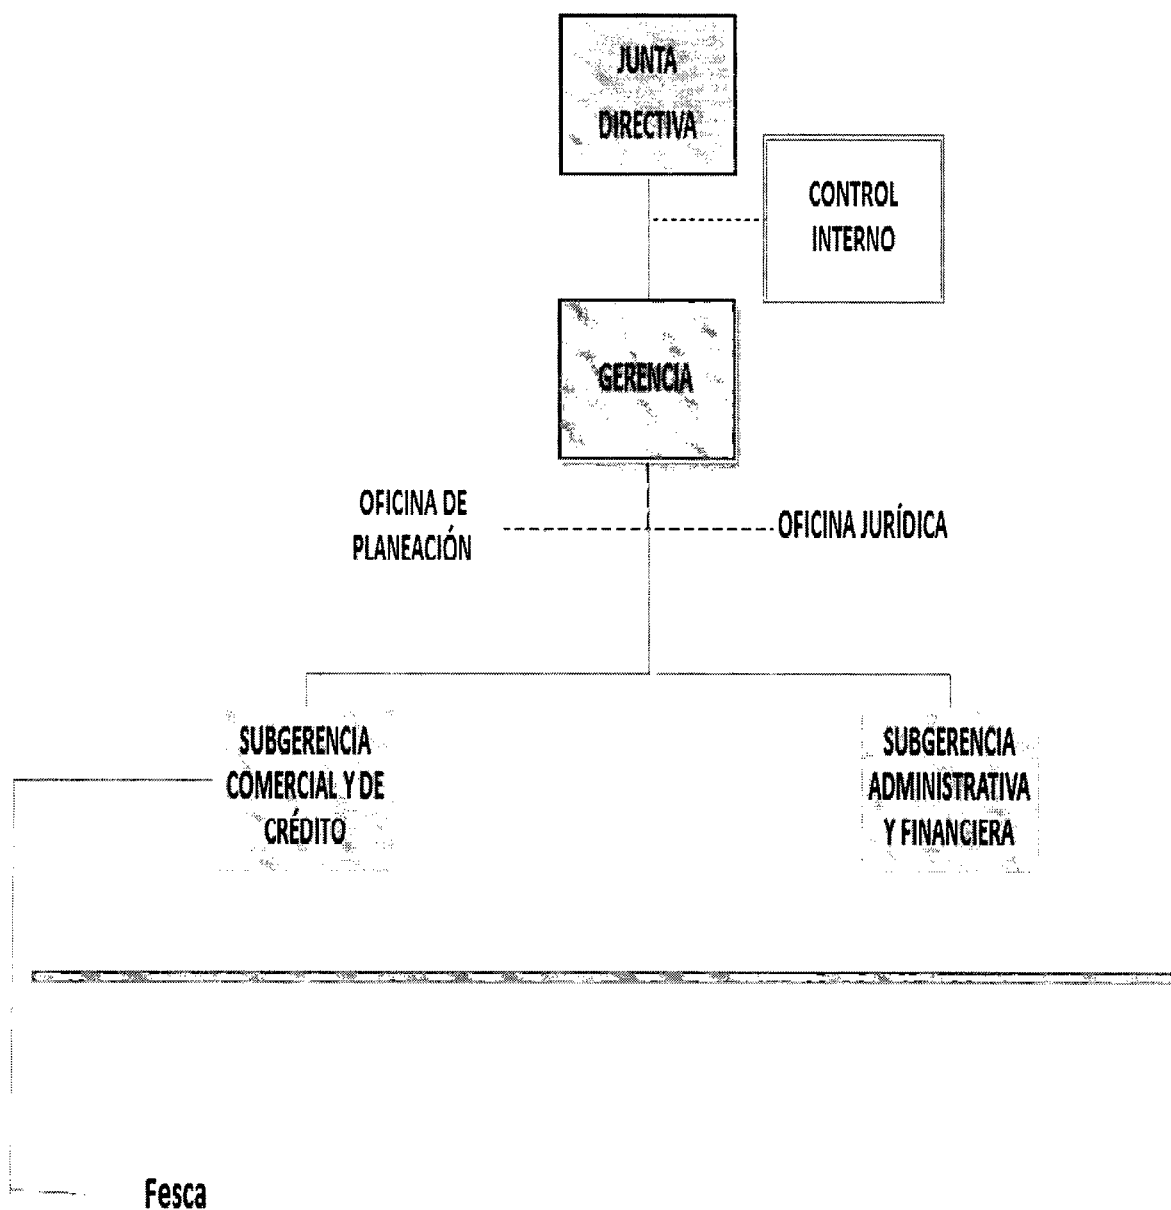 JUNTA
DIRECTIVA
CONTROL
INTERNO
GERENCIA
OFICINA DE
PLANEACIÓN
OFICINA JURÍDICA
SUBGERENCIA
COMERCIAL Y DE
CRÉDITO
SUBGERENCIA
ADMINISTRATIVA
Y FINANCIERA
Fesca